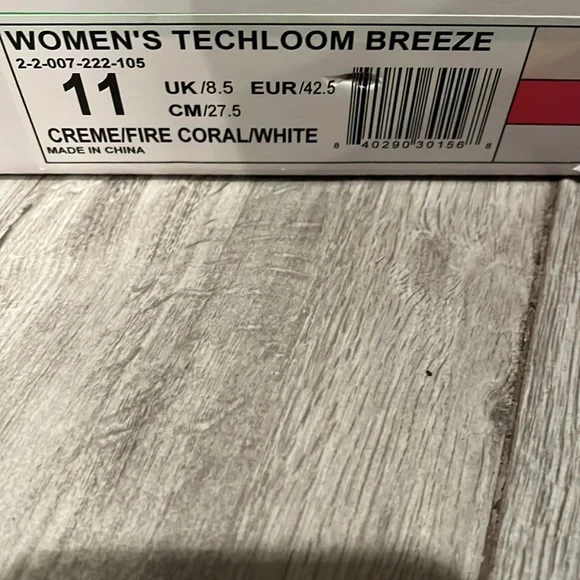 WOMEN'S TECHLOOM BREEZE
2-2-007-222-105
11 UK/8.5 EUR/42.5
CM/27.5
CREME/FIRE CORAL/WHITE
MADE IN CHINA
8 40290 30156 6